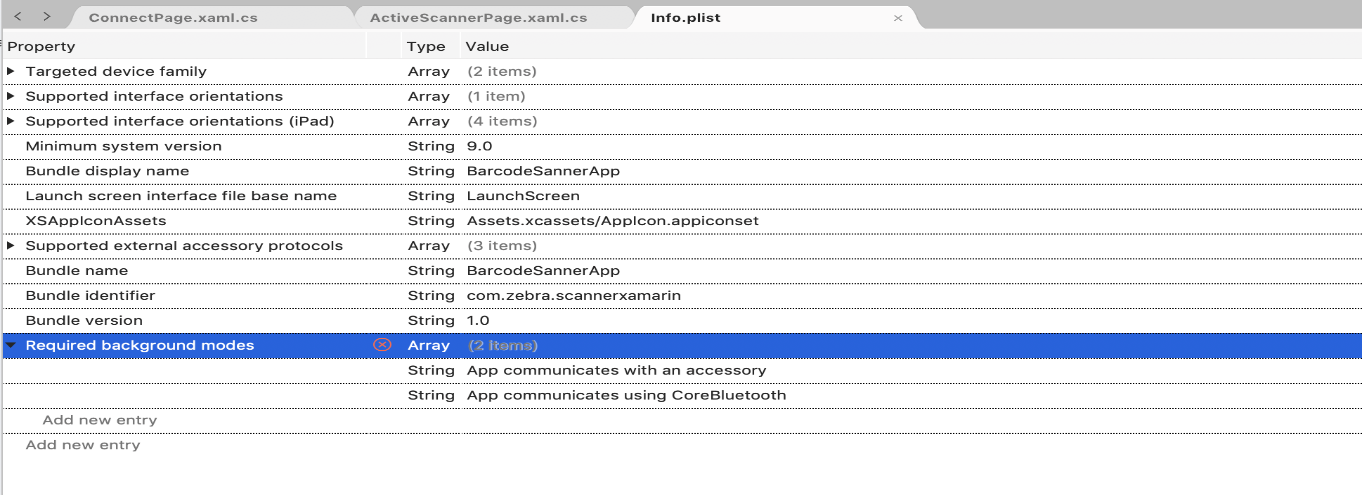 ConnectPage.xaml.cs ActiveScannerPage.xaml.cs Info.plist
Property Type Value
Targeted device family Array (2 items)
Supported interface orientations Array (1 item)
Supported interface orientations (iPad) Array (4 items)
Minimum system version String 9.0
Bundle display name String BarcodeSannerApp
Launch screen interface file base name String LaunchScreen
XSAppIconAssets String Assets.xcassets/AppIcon.appiconset
Supported external accessory protocols Array (3 items)
Bundle name String BarcodeSannerApp
Bundle identifier String com.zebra.scannerxamarin
Bundle version String 1.0
Required background modes Array (2 items)
String App communicates with an accessory
String App communicates using CoreBluetooth
Add new entry
Add new entry